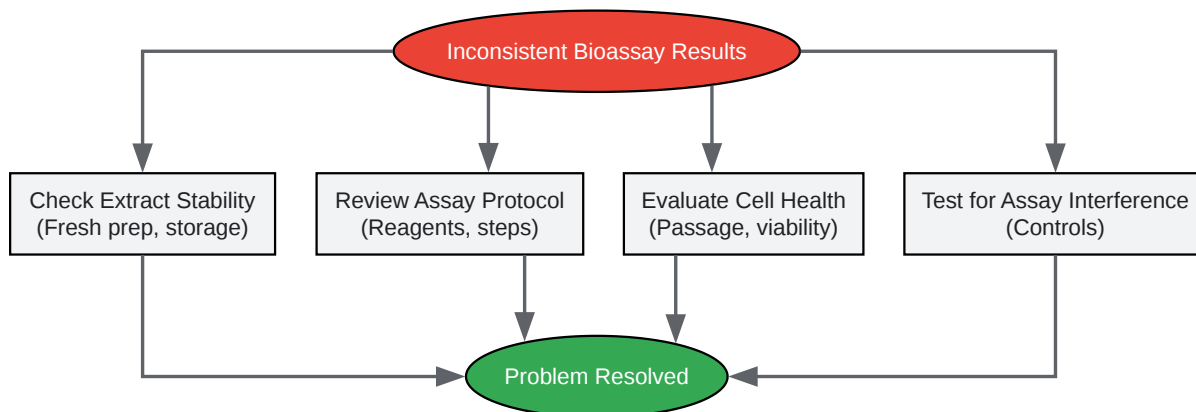 Inconsistent Bioassay Results
Check Extract Stability
(Fresh prep, storage)
Review Assay Protocol
(Reagents, steps)
Evaluate Cell Health
(Passage, viability)
Test for Assay Interference
(Controls)
Problem Resolved